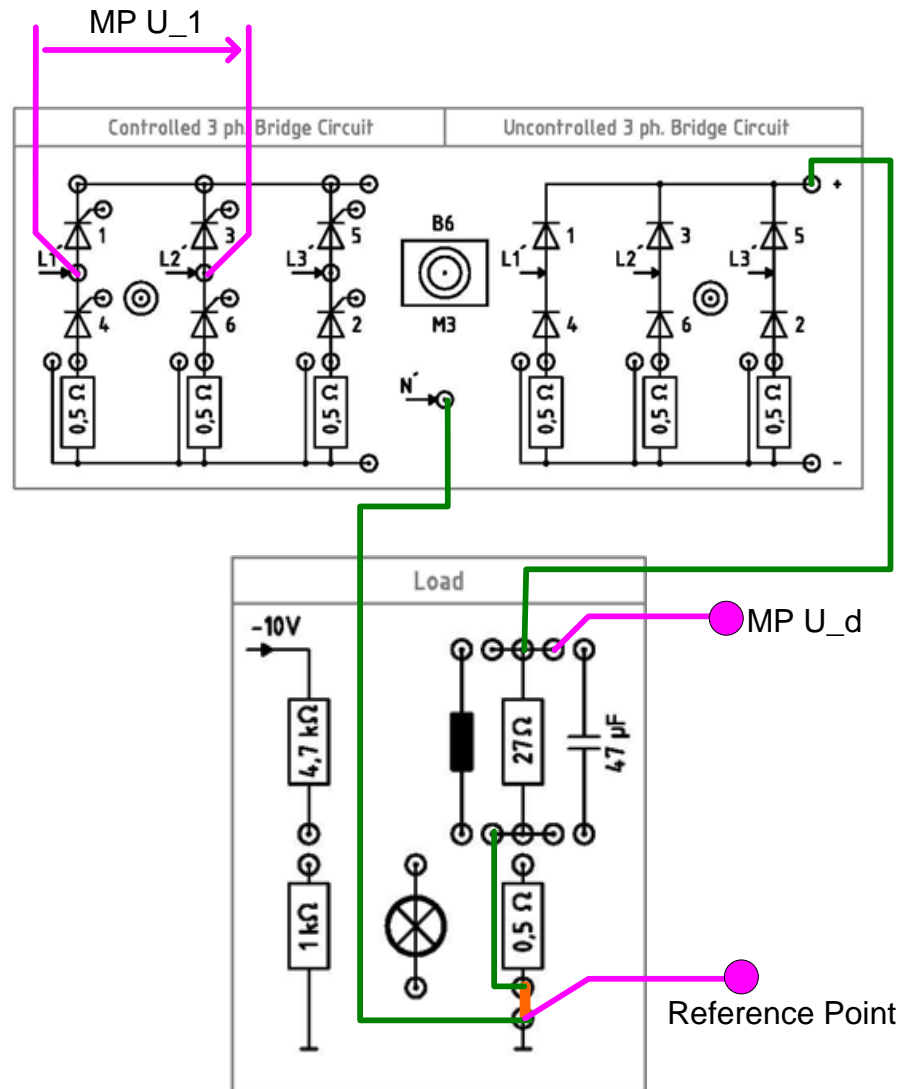 MP U_1
Controlled 3 ph. Bridge Circuit
Uncontrolled 3 ph. Bridge Circuit
+
1
3
5
B6
1
3
5
L1´
L2´
L3´
L1´
L2´
L3´
4
6
2
M3
4
6
2
N´
0,5 Ω
0,5 Ω
0,5 Ω
0,5 Ω
0,5 Ω
0,5 Ω
-
Load
-10V
MP U_d
4,7 kΩ
27Ω
47 µF
1kΩ
0,5 Ω
Reference Point